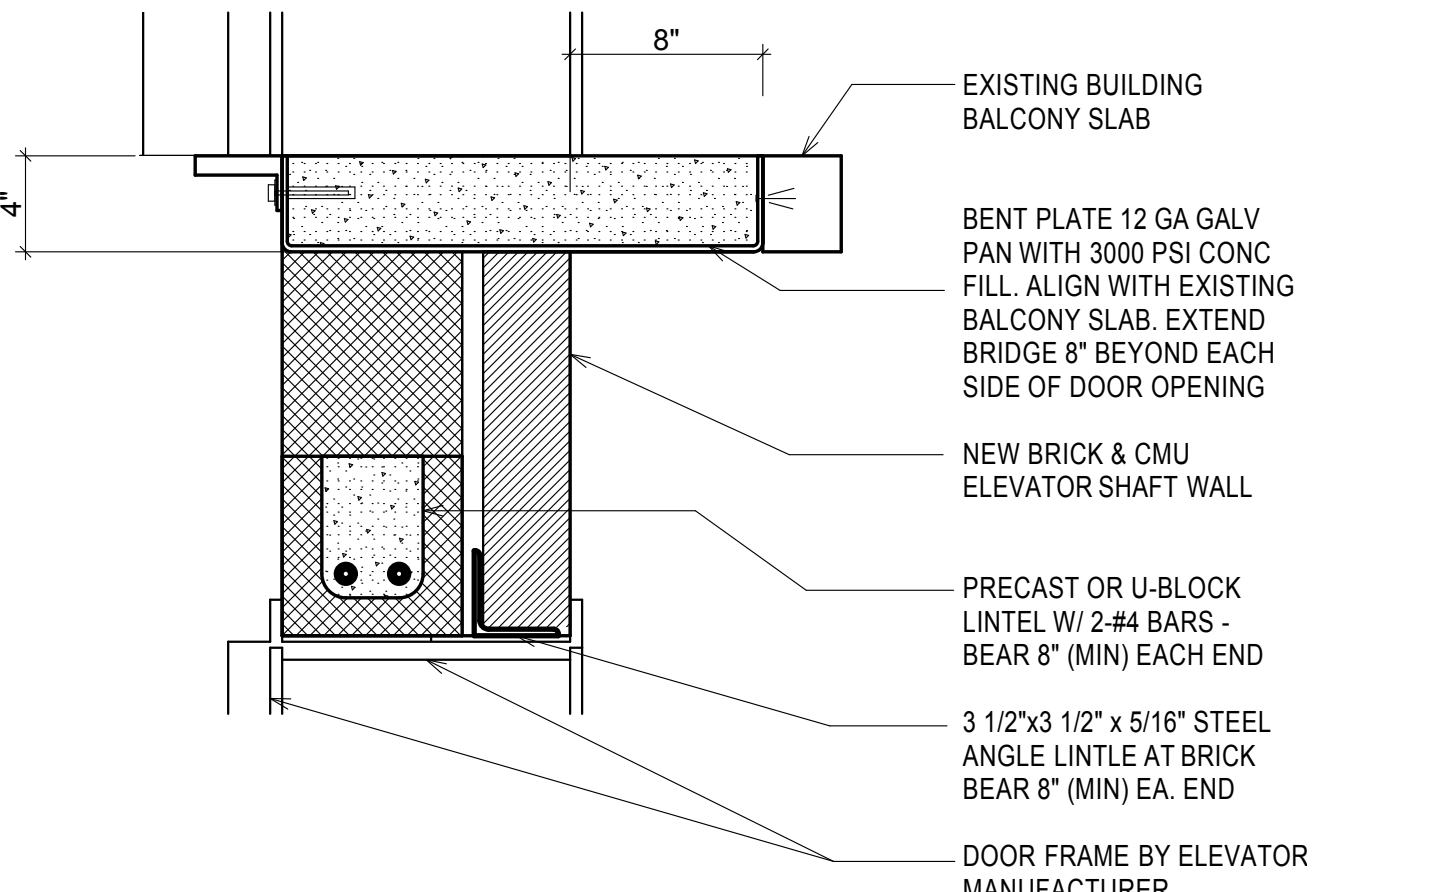 8"
4"
EXISTING BUILDING
BALCONY SLAB
BENT PLATE 12 GA GALV
PAN WITH 3000 PSI CONC
FILL. ALIGN WITH EXISTING
BALCONY SLAB. EXTEND
BRIDGE 8" BEYOND EACH
SIDE OF DOOR OPENING
NEW BRICK & CMU
ELEVATOR SHAFT WALL
PRECAST OR U-BLOCK
LINTEL W/ 2-#4 BARS -
BEAR 8" (MIN) EACH END
3 1/2"x3 1/2" x 5/16" STEEL
ANGLE LINTLE AT BRICK
BEAR 8" (MIN) EA. END
DOOR FRAME BY ELEVATOR
MANUFACTURER